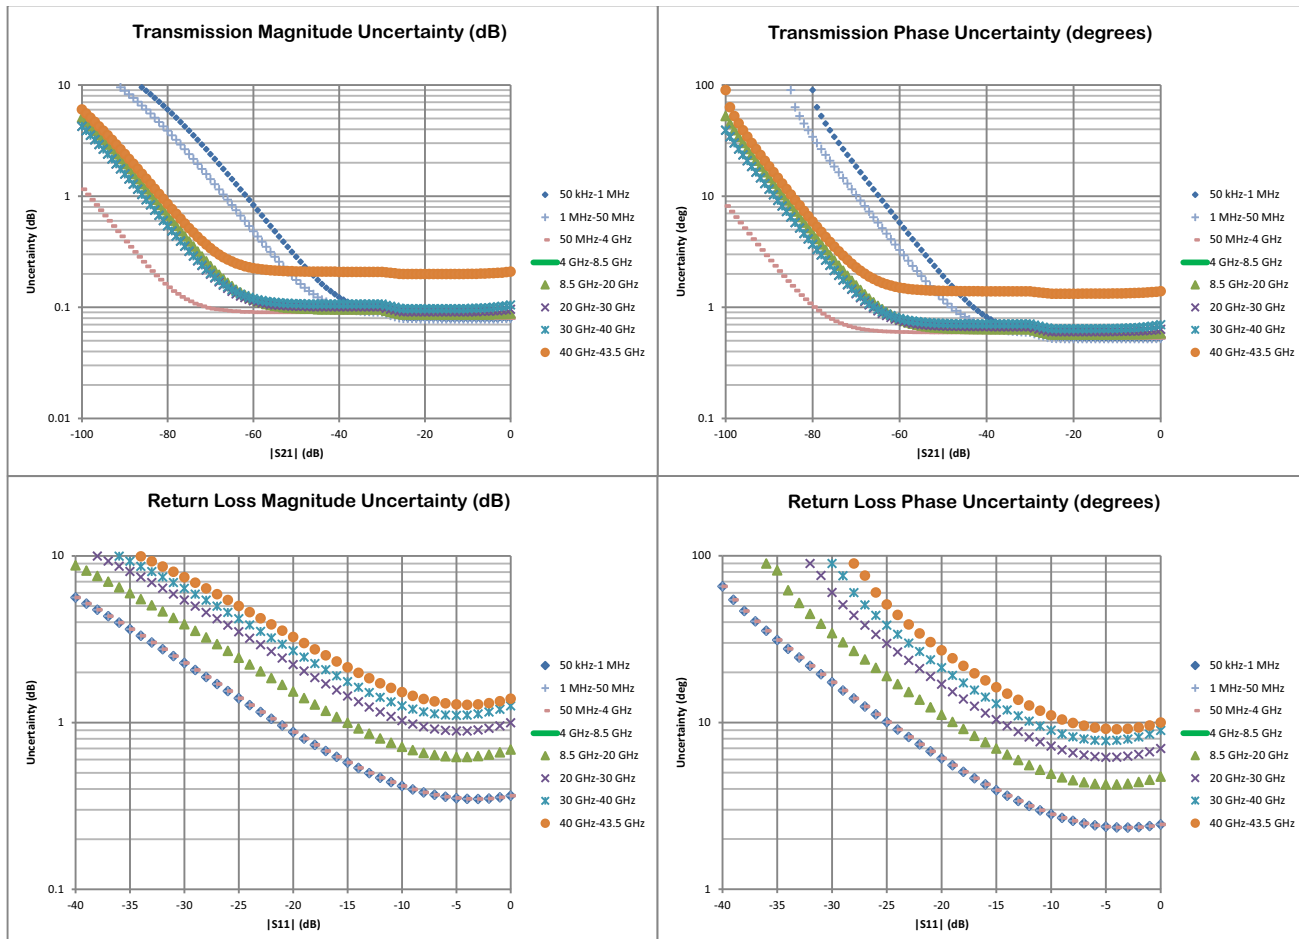 Transmission Magnitude Uncertainty (dB)
Uncertainty (dB)
10
1
0.1
0.01
-100
-80
-60
-40
-20
0
|S21| (dB)
50 kHz-1 MHz
1 MHz-50 MHz
50 MHz-4 GHz
4 GHz-8.5 GHz
8.5 GHz-20 GHz
20 GHz-30 GHz
30 GHz-40 GHz
40 GHz-43.5 GHz
Transmission Phase Uncertainty (degrees)
Uncertainty (deg)
100
10
1
0.1
-100
-80
-60
-40
-20
0
|S21| (dB)
50 kHz-1 MHz
1 MHz-50 MHz
50 MHz-4 GHz
4 GHz-8.5 GHz
8.5 GHz-20 GHz
20 GHz-30 GHz
30 GHz-40 GHz
40 GHz-43.5 GHz
Return Loss Magnitude Uncertainty (dB)
Uncertainty (dB)
10
1
0.1
-40
-35
-30
-25
-20
-15
-10
-5
0
|S11| (dB)
50 kHz-1 MHz
1 MHz-50 MHz
50 MHz-4 GHz
4 GHz-8.5 GHz
8.5 GHz-20 GHz
20 GHz-30 GHz
30 GHz-40 GHz
40 GHz-43.5 GHz
Return Loss Phase Uncertainty (degrees)
Uncertainty (deg)
100
10
1
-40
-35
-30
-25
-20
-15
-10
-5
0
|S11| (dB)
50 kHz-1 MHz
1 MHz-50 MHz
50 MHz-4 GHz
4 GHz-8.5 GHz
8.5 GHz-20 GHz
20 GHz-30 GHz
30 GHz-40 GHz
40 GHz-43.5 GHz